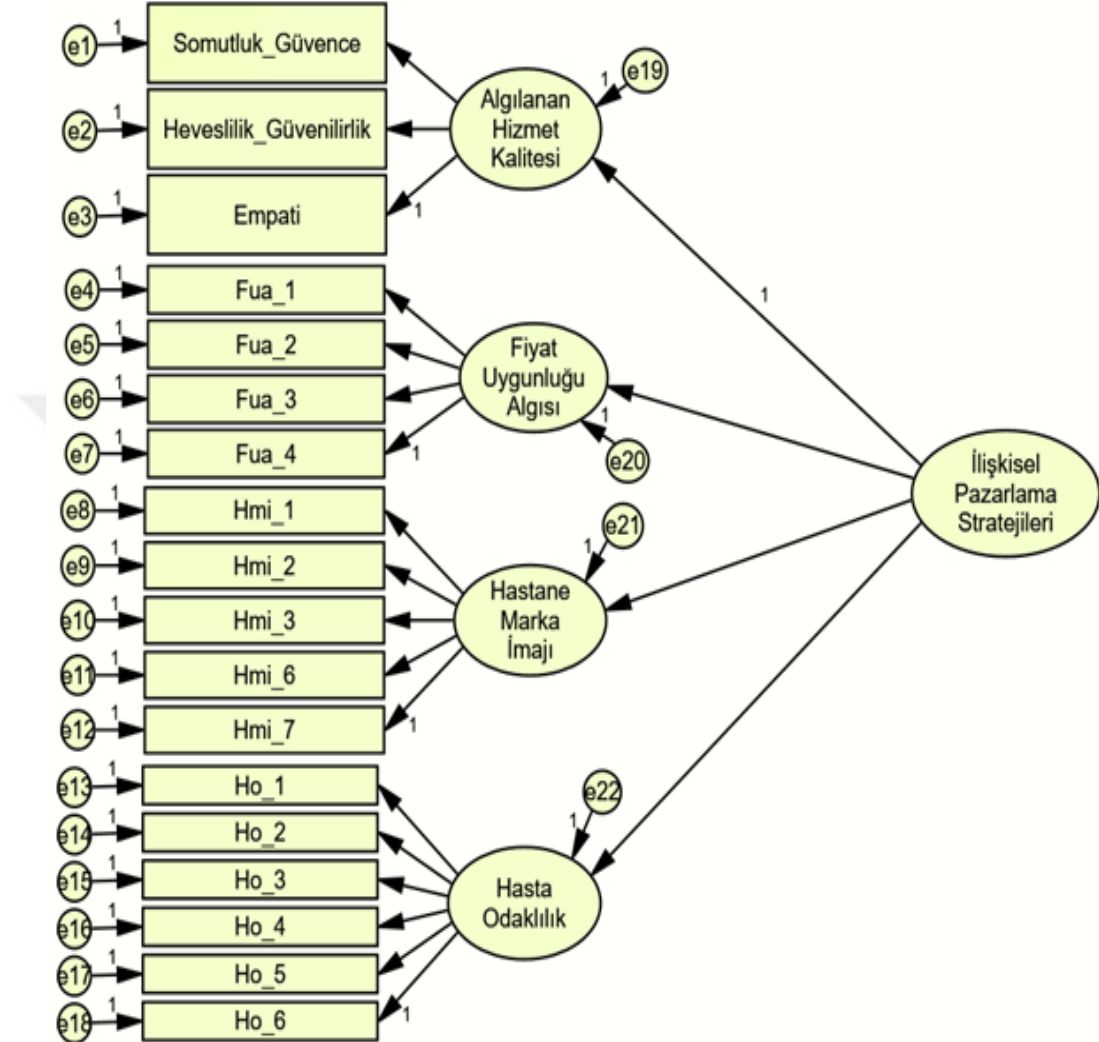 e1
1
Somutluk_Güvence
e2
1
Heveslilik_Güvenilirlik
e3
1
Empati
1
Algılanan
Hizmet
Kalitesi
1
e19
e4
1
Fua_1
e5
1
Fua_2
e6
1
Fua_3
e7
1
Fua_4
1
Fiyat
Uygunluğu
Algısı
1
e20
1
İlişkisel
Pazarlama
Stratejileri
e8
1
Hmi_1
e9
1
Hmi_2
e10
1
Hmi_3
e11
1
Hmi_6
e12
1
Hmi_7
1
Hastane
Marka
İmajı
1
e21
e13
1
Ho_1
e14
1
Ho_2
e15
1
Ho_3
e16
1
Ho_4
e17
1
Ho_5
e18
1
Ho_6
1
Hasta
Odaklılık
1
e22